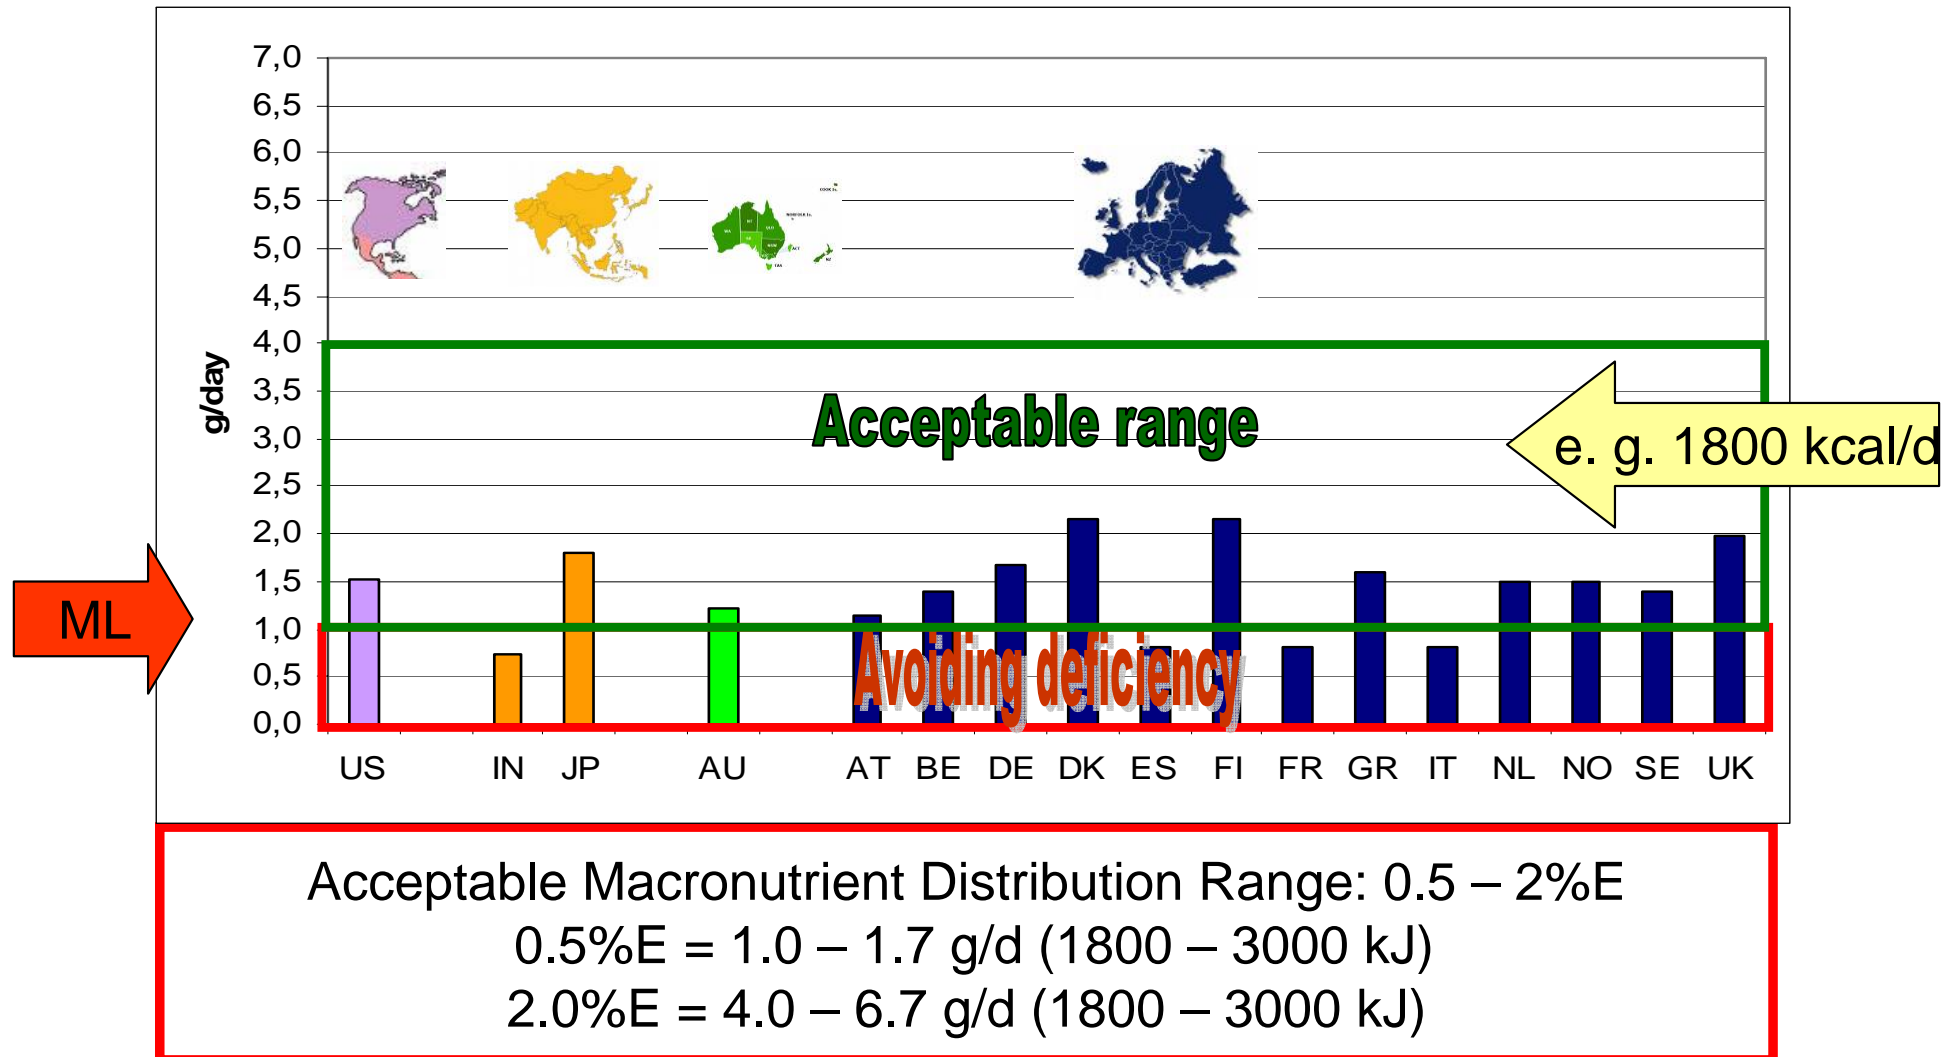 7,0
6,5
6,0
5,5
5,0
4,5
4,0
3,5
3,0
2,5
2,0
1,5
1,0
0,5
0,0
g/day
Acceptable range
e. g. 1800 kcal/d
ML
Avoiding deficiency
US IN JP AU AT BE DE DK ES FI FR GR IT NL NO SE UK
Acceptable Macronutrient Distribution Range: 0.5 – 2%E
0.5%E = 1.0 – 1.7 g/d (1800 – 3000 kJ)
2.0%E = 4.0 – 6.7 g/d (1800 – 3000 kJ)